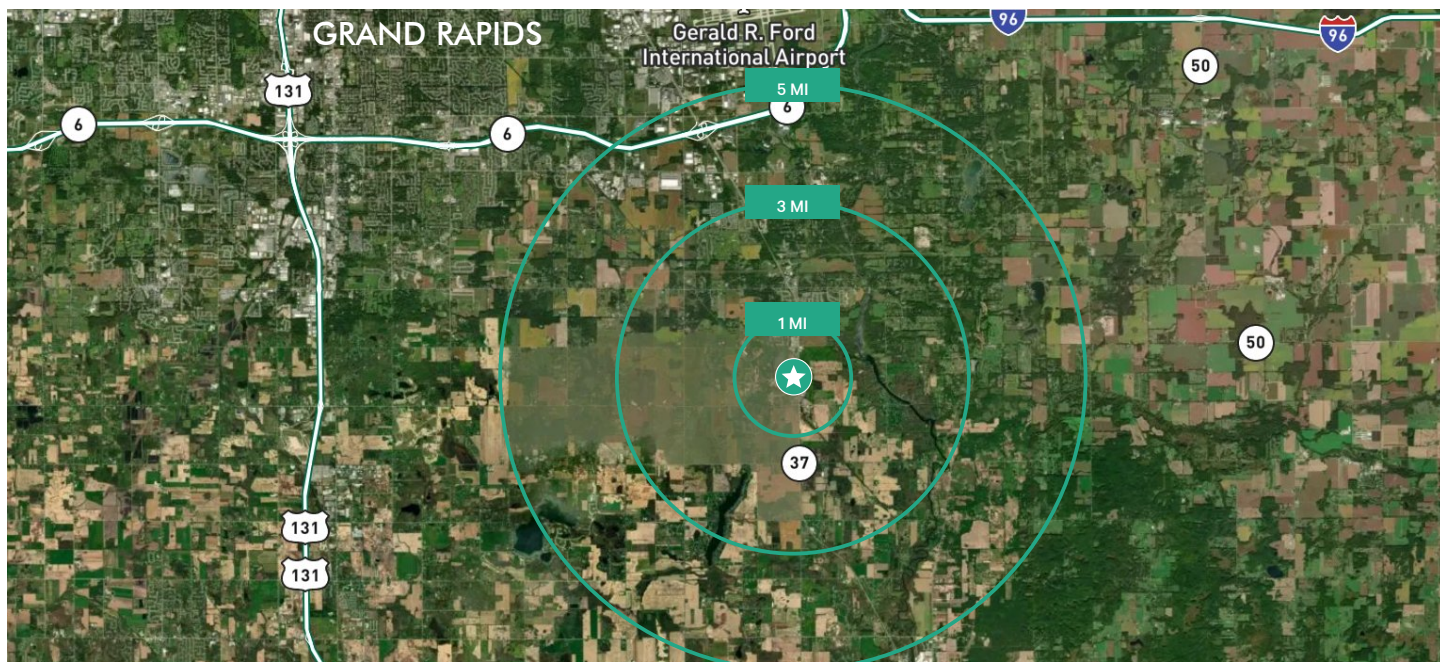 GRAND RAPIDS
Gerald R. Ford
International Airport
96
96
50
131
5 MI
6
6
6
3 MI
1 MI
50
37
131
131